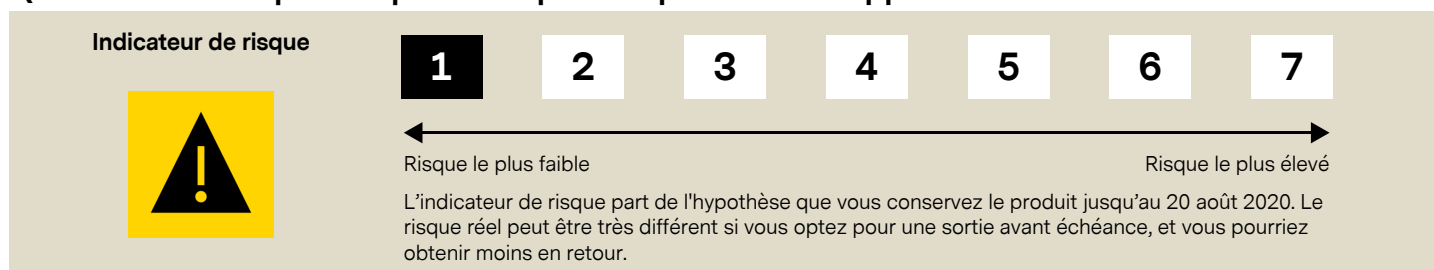 Indicateur de risque
1 2 3 4 5 6 7
Risque le plus faible Risque le plus élevé
L’indicateur de risque part de l'hypothèse que vous conservez le produit jusqu’au 20 août 2020. Le
risque réel peut être très différent si vous optez pour une sortie avant échéance, et vous pourriez
obtenir moins en retour.